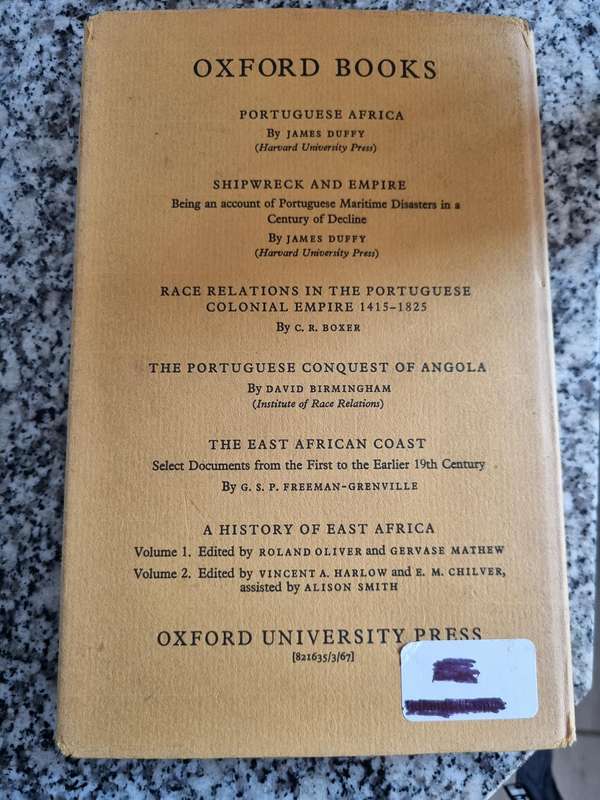 OXFORD BOOKS
PORTUGUESE AFRICA
By JAMES DUFFY
(Harvard University Press)
SHIPWRECK AND EMPIRE
Being an account of Portuguese Maritime Disasters in a
Century of Decline
By JAMES DUFFY
(Harvard University Press)
RACE RELATIONS IN THE PORTUGUESE
COLONIAL EMPIRE 1415–1825
By C. R. BOXER
THE PORTUGUESE CONQUEST OF ANGOLA
By DAVID BIRMINGHAM
(Institute of Race Relations)
THE EAST AFRICAN COAST
Select Documents from the First to the Earlier 19th Century
By G. S. P. FREEMAN-GRENVILLE
A HISTORY OF EAST AFRICA
Volume 1. Edited by ROLAND OLIVER and GERVASE MATHEW
Volume 2. Edited by VINCENT A. HARLOW and E. M. CHILVER,
assisted by ALISON SMITH
OXFORD UNIVERSITY PRESS
[821635/3/67]